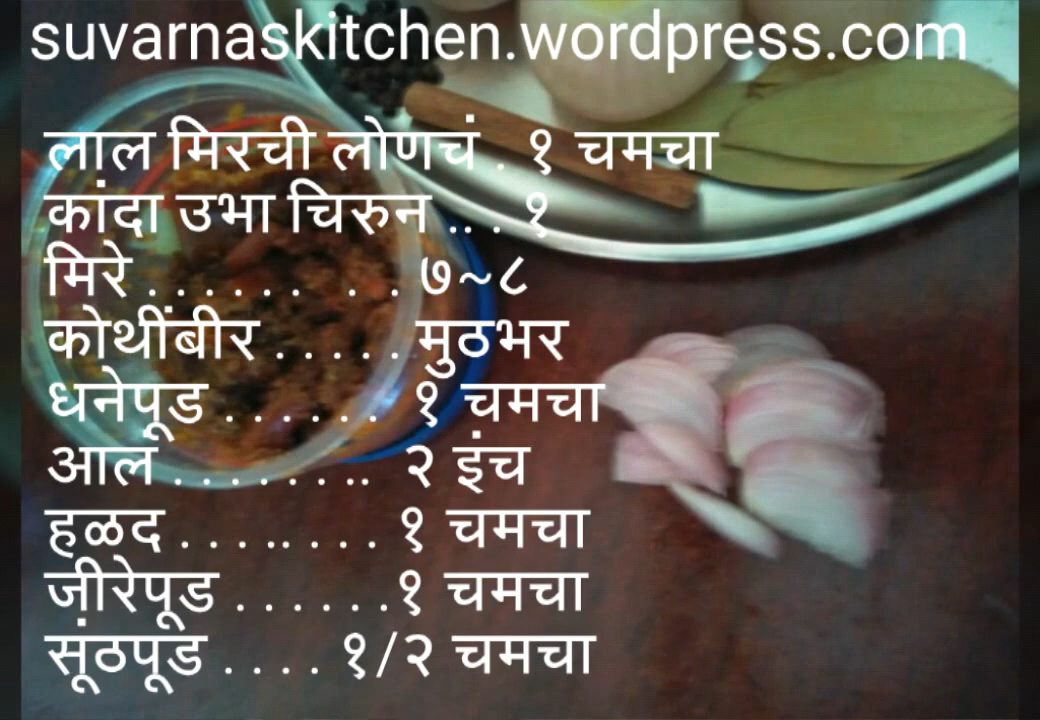 suvarnaskitchen.wordpress.com
लाल मिरची लोणचं . १ चमचा
कांदा उभा चिरुन .. . १
मिरे . . . . . . . . . ७~८
कोथींबीर . . . . . मुठभर
धनेपूड . . . . . . १ चमचा
आलं . . . . . . .. २ इंच
हळद . . . . .. . . . १ चमचा
जीरेपूड . . . . . . १ चमचा
सूंठपूड . . . . १/२ चमचा